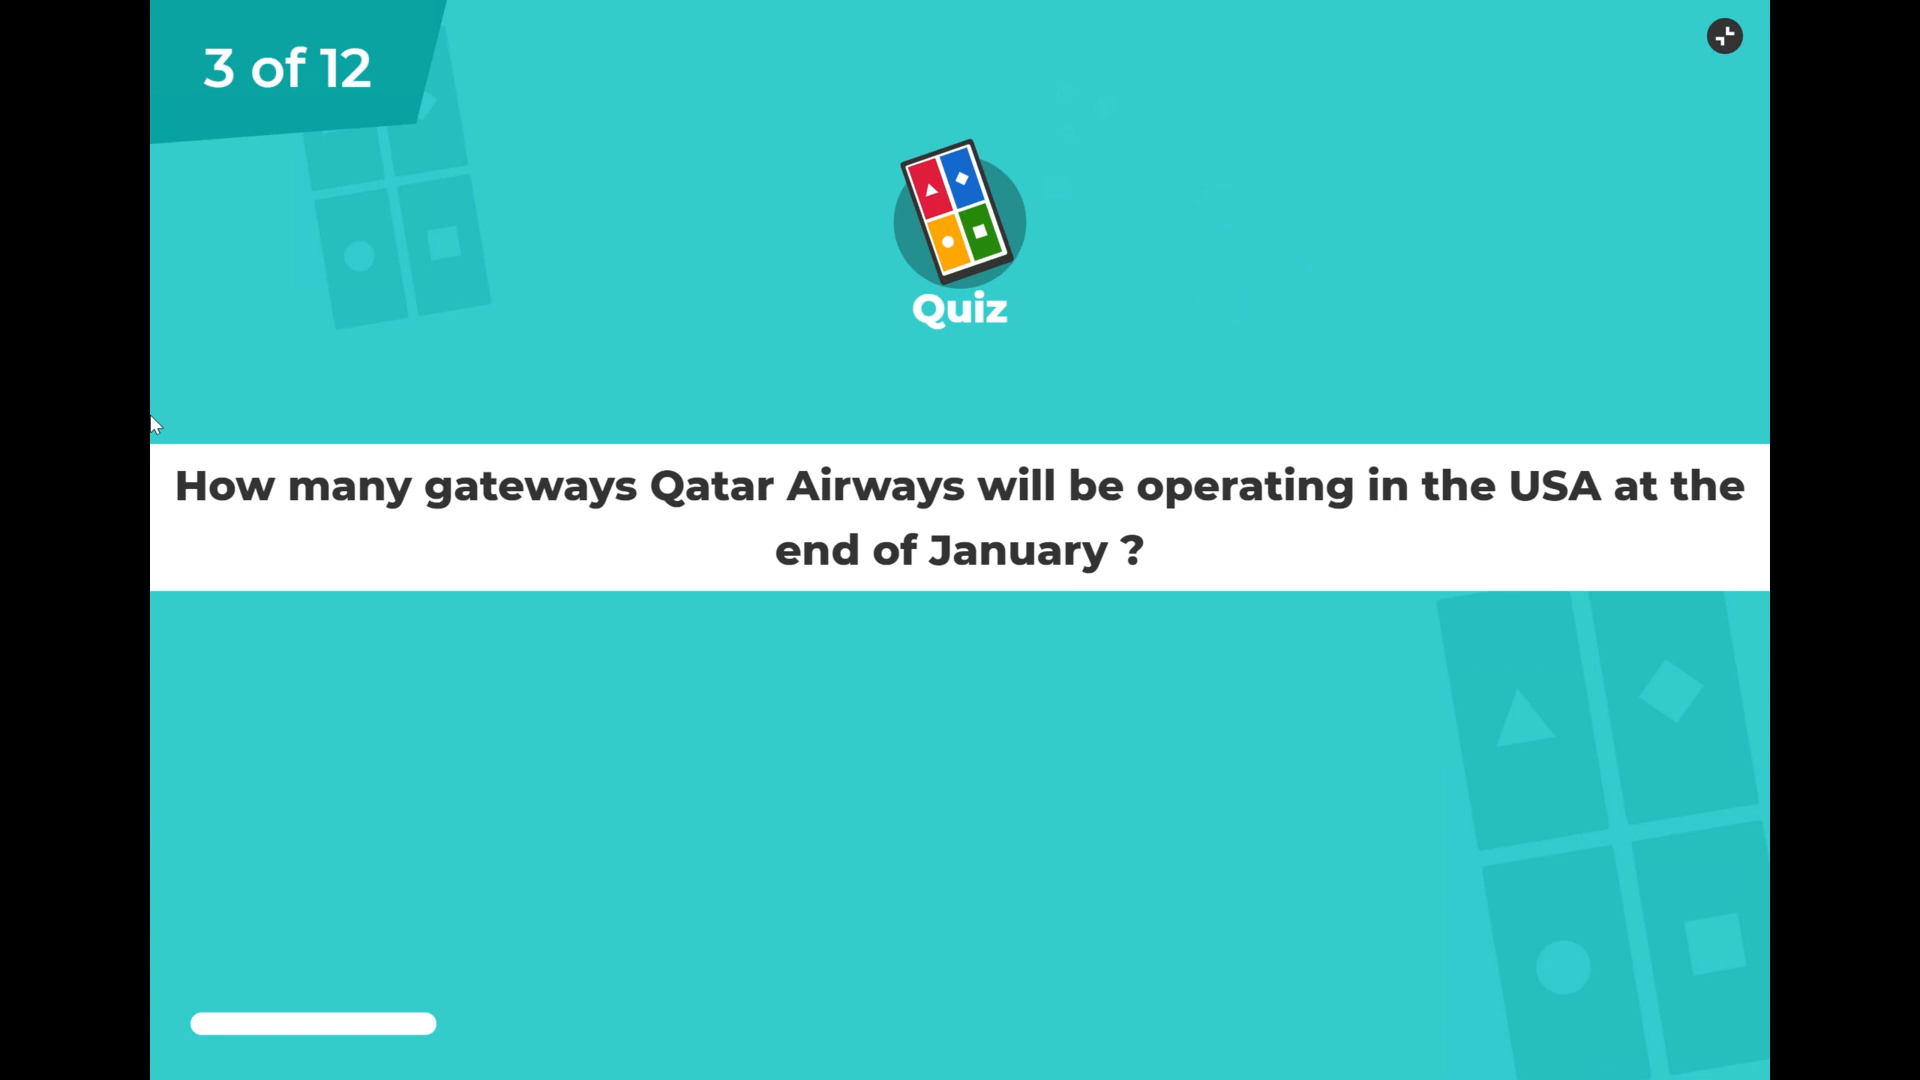 3 of 12
Quiz
How many gateways Qatar Airways will be operating in the USA at the
end of January ?